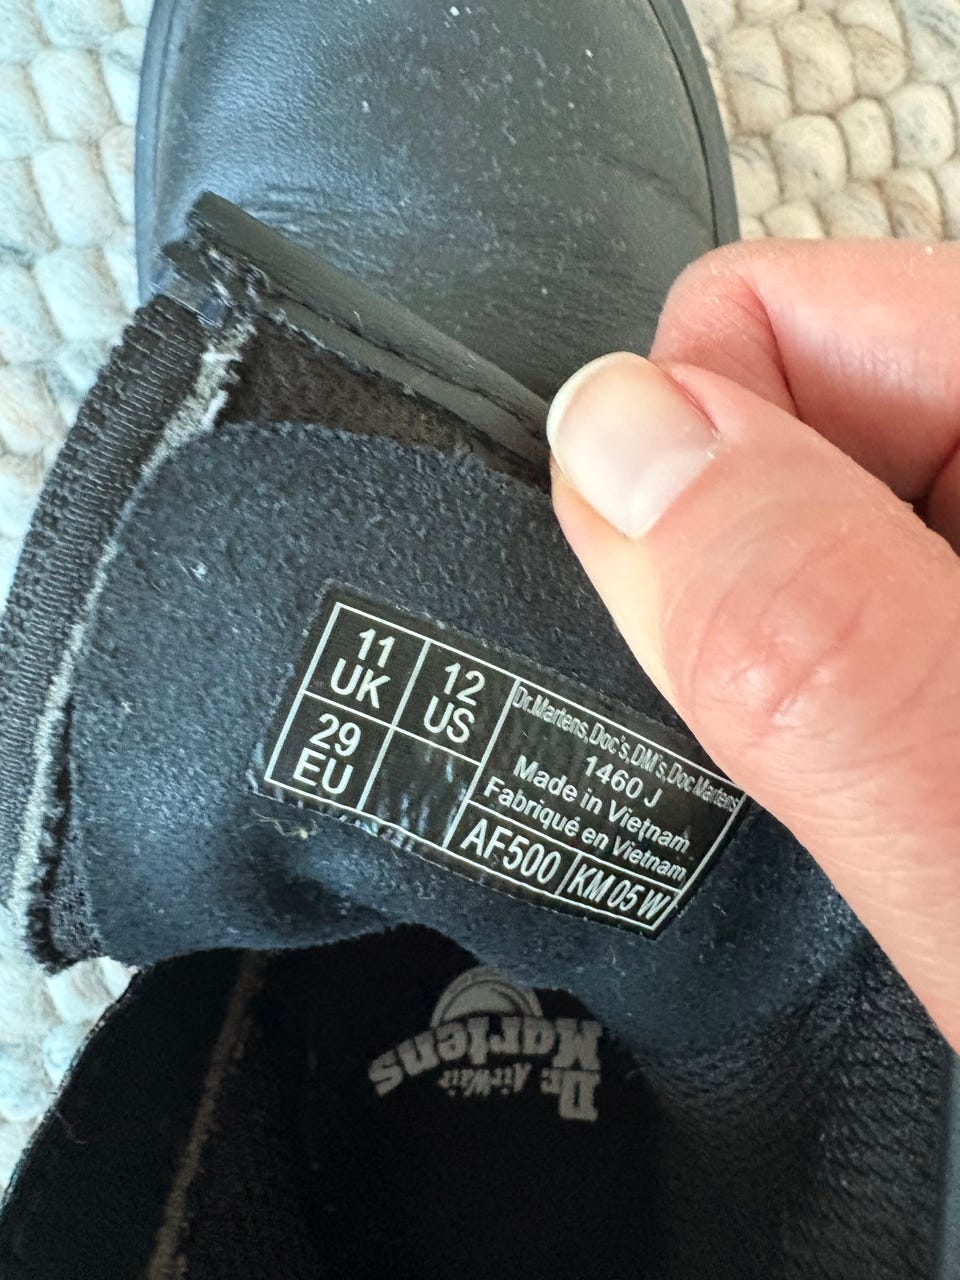 11
UK
12
US
29
EU
Dr.Martens,Doc's,DM's,Doc Martens
1460 J
Made in Vietnam
Fabriqué en Vietnam
AF500
KM 05 W
Dr.
Martens
AirWair